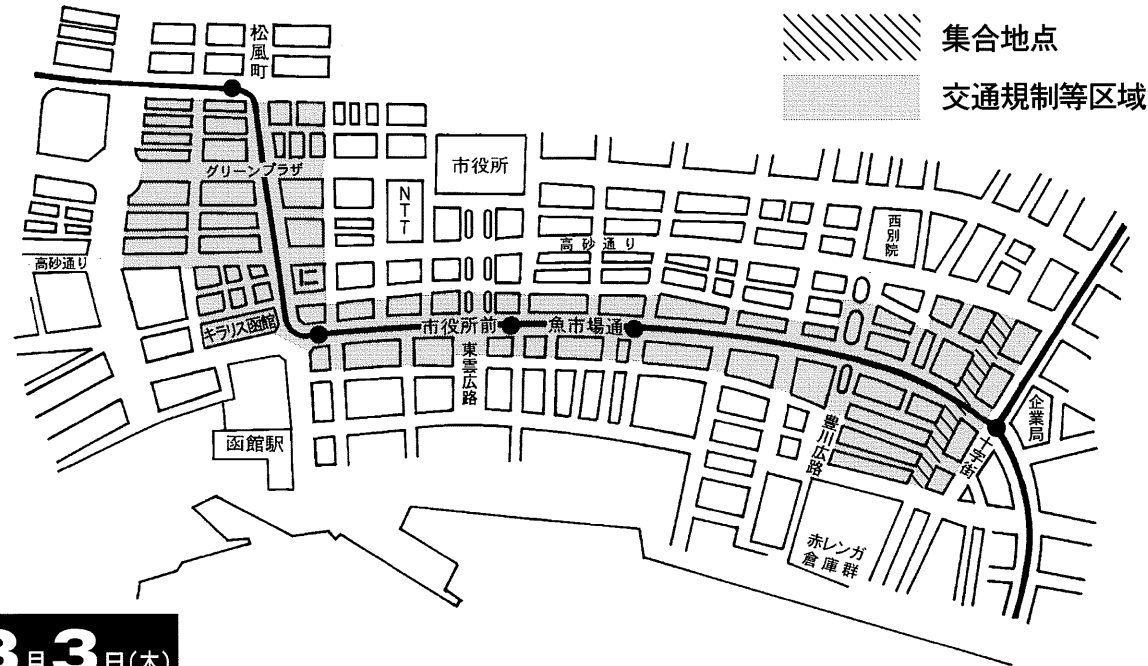 集合地点
交通規制等区域
松風町
グリーンプラザ
市役所
NTT
西別院
高砂通り
高砂通り
仁
キラリス函館
市役所前
魚市場通
東雲広路
函館駅
豊川広路
企業局
十字街
赤レンガ
倉庫群
月3日(木)